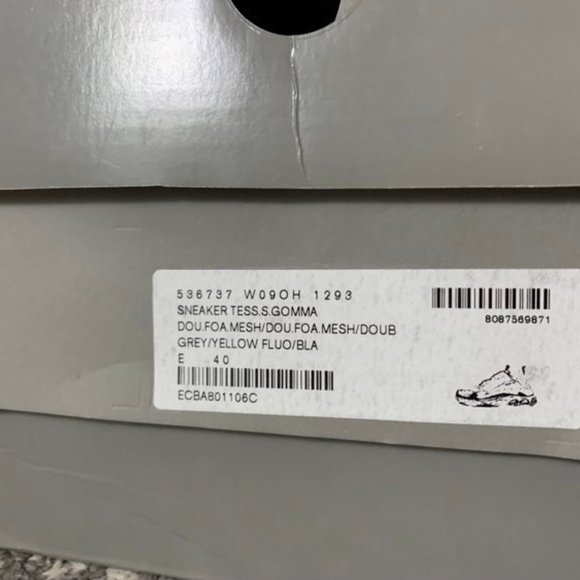 536737 W09OH 1293
SNEAKER TESS.S.GOMMA
DOU.FOA.MESH/DOU.FOA.MESH/DOUB
GREY/YELLOW FLUO/BLA
E 40
ECBA801106C
8087569871